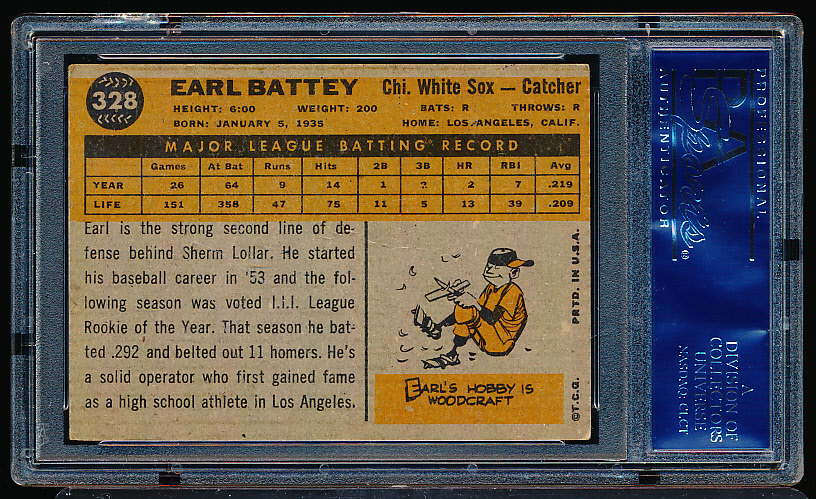 328
EARL BATTEY Chi. White Sox — Catcher
HEIGHT: 6:00 WEIGHT: 200 BATS: R THROWS: R
BORN: JANUARY 5, 1935 HOME: LOS ANGELES, CALIF.
MAJOR LEAGUE BATTING RECORD
Games At Bat Runs Hits 2B 3B HR RBI Avg
YEAR 26 64 9 14 1 2 2 7 .219
LIFE 151 358 47 75 11 5 13 39 .209
Earl is the strong second line of de-
fense behind Sherm Lollar. He started
his baseball career in '53 and the fol-
lowing season was voted I.I.I. League
Rookie of the Year. That season he bat-
ted .292 and belted out 11 homers. He's
a solid operator who first gained fame
as a high school athlete in Los Angeles.
EARL'S HOBBY IS
WOODCRAFT
©T.C.G. PRTD. IN U.S.A.
PROFESSIONAL
PSA
Sports
®
AUTHENTICATOR
A
DIVISION OF
COLLECTORS
UNIVERSE
NASDAQ: CLCT